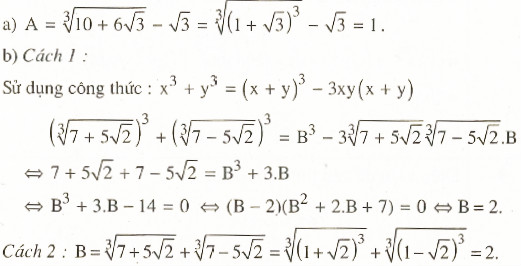 a) A = ∛(10 + 6√3) − √3 = ∛((1 + √3)³) − √3 = 1.
b) Cách 1 :
Sử dụng công thức : x³ + y³ = (x + y)³ − 3xy(x + y)
(∛(7 + 5√2))³ + (∛(7 − 5√2))³ = B³ − 3∛(7 + 5√2)∛(7 − 5√2).B
⇔ 7 + 5√2 + 7 − 5√2 = B³ + 3.B
⇔ B³ + 3.B − 14 = 0 ⇔ (B − 2)(B² + 2.B + 7) = 0 ⇔ B = 2.
Cách 2 : B = ∛(7 + 5√2) + ∛(7 − 5√2) = ∛((1 + √2)³) + ∛((1 − √2)³) = 2.